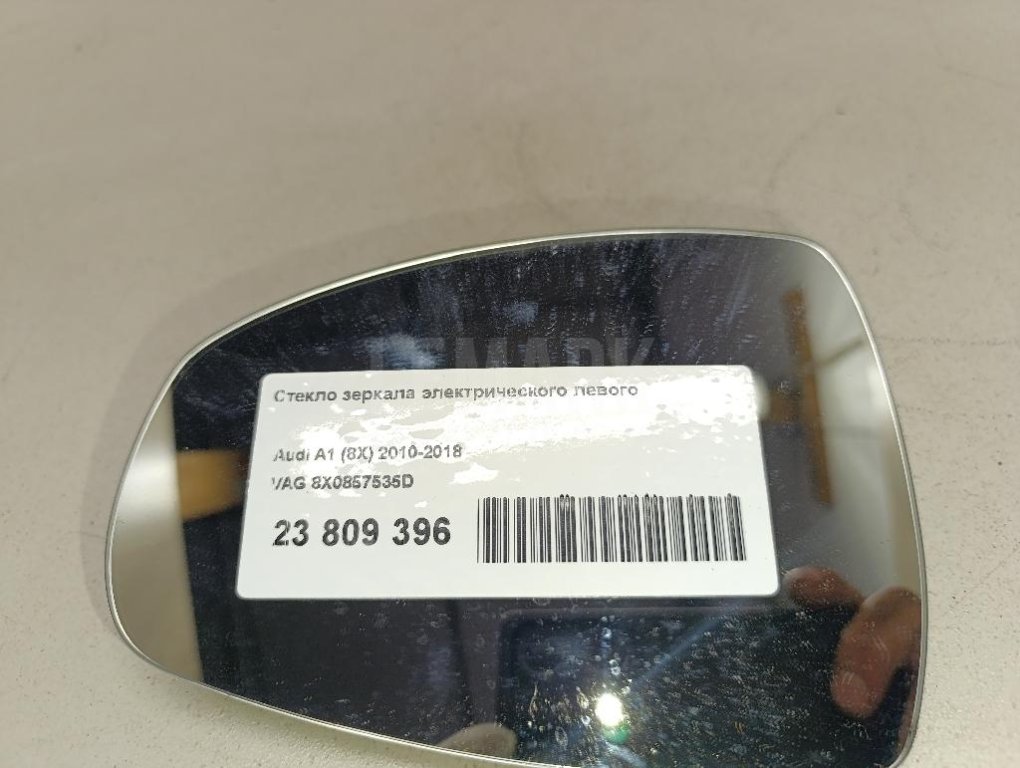 Стекло зеркала электрического левого
Audi A1 (8X) 2010-2018
VAG 8X0857535D
23 809 396